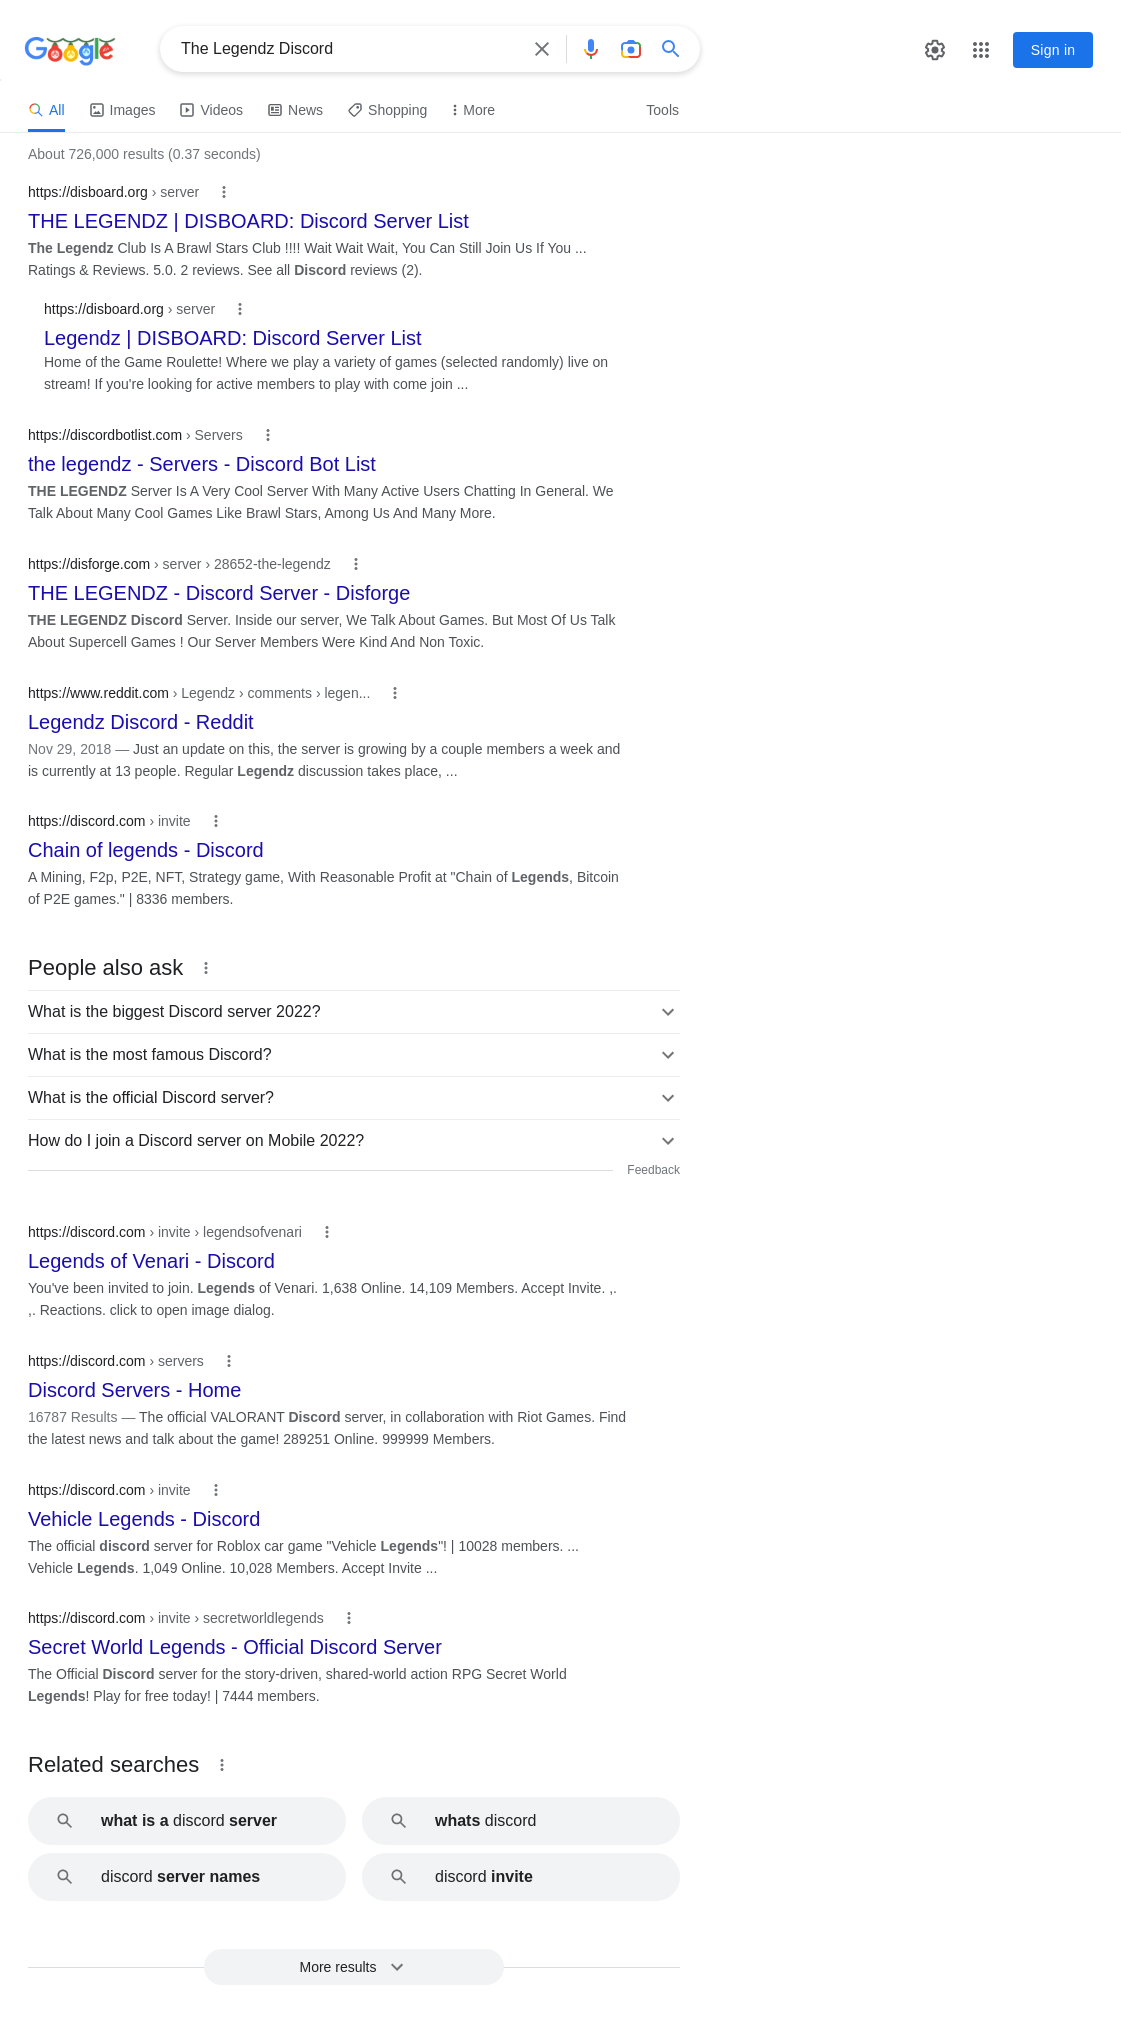 Google
The Legendz Discord
Sign in
All Images Videos News Shopping More Tools
About 726,000 results (0.37 seconds)
https://disboard.org › server
THE LEGENDZ | DISBOARD: Discord Server List
The Legendz Club Is A Brawl Stars Club !!!! Wait Wait Wait, You Can Still Join Us If You ...
Ratings & Reviews. 5.0. 2 reviews. See all Discord reviews (2).
https://disboard.org › server
Legendz | DISBOARD: Discord Server List
Home of the Game Roulette! Where we play a variety of games (selected randomly) live on
stream! If you're looking for active members to play with come join ...
https://discordbotlist.com › Servers
the legendz - Servers - Discord Bot List
THE LEGENDZ Server Is A Very Cool Server With Many Active Users Chatting In General. We
Talk About Many Cool Games Like Brawl Stars, Among Us And Many More.
https://disforge.com › server › 28652-the-legendz
THE LEGENDZ - Discord Server - Disforge
THE LEGENDZ Discord Server. Inside our server, We Talk About Games. But Most Of Us Talk
About Supercell Games ! Our Server Members Were Kind And Non Toxic.
https://www.reddit.com › Legendz › comments › legen...
Legendz Discord - Reddit
Nov 29, 2018 — Just an update on this, the server is growing by a couple members a week and
is currently at 13 people. Regular Legendz discussion takes place, ...
https://discord.com › invite
Chain of legends - Discord
A Mining, F2p, P2E, NFT, Strategy game, With Reasonable Profit at "Chain of Legends, Bitcoin
of P2E games." | 8336 members.
People also ask
What is the biggest Discord server 2022?
What is the most famous Discord?
What is the official Discord server?
How do I join a Discord server on Mobile 2022?
Feedback
https://discord.com › invite › legendsofvenari
Legends of Venari - Discord
You've been invited to join. Legends of Venari. 1,638 Online. 14,109 Members. Accept Invite. ,.
,. Reactions. click to open image dialog.
https://discord.com › servers
Discord Servers - Home
16787 Results — The official VALORANT Discord server, in collaboration with Riot Games. Find
the latest news and talk about the game! 289251 Online. 999999 Members.
https://discord.com › invite
Vehicle Legends - Discord
The official discord server for Roblox car game "Vehicle Legends"! | 10028 members. ...
Vehicle Legends. 1,049 Online. 10,028 Members. Accept Invite ...
https://discord.com › invite › secretworldlegends
Secret World Legends - Official Discord Server
The Official Discord server for the story-driven, shared-world action RPG Secret World
Legends! Play for free today! | 7444 members.
Related searches
what is a discord server
whats discord
discord server names
discord invite
More results